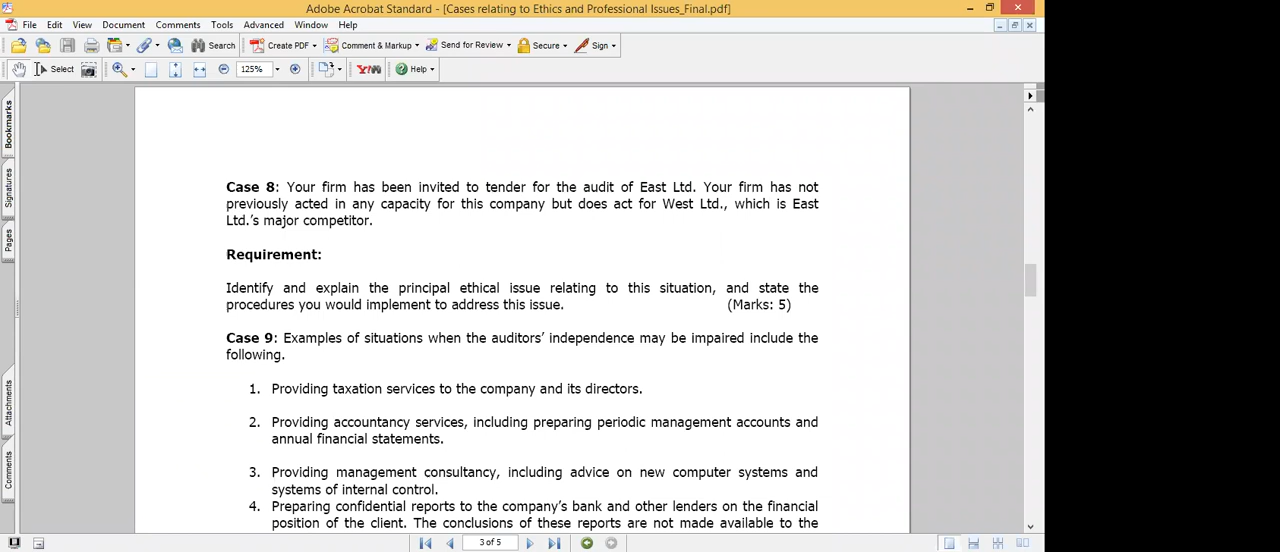 Adobe Acrobat Standard - [Cases relating to Ethics and Professional Issues_Final.pdf]
File Edit View Document Comments Tools Advanced Window Help
Search Create PDF Comment & Markup Send for Review Secure Sign
Select 125% Y! Help
Bookmarks
Signatures
Pages
Attachments
Comments
Case 8: Your firm has been invited to tender for the audit of East Ltd. Your firm has not
previously acted in any capacity for this company but does act for West Ltd., which is East
Ltd.’s major competitor.
Requirement:
Identify and explain the principal ethical issue relating to this situation, and state the
procedures you would implement to address this issue. (Marks: 5)
Case 9: Examples of situations when the auditors’ independence may be impaired include the
following.
1. Providing taxation services to the company and its directors.
2. Providing accountancy services, including preparing periodic management accounts and
annual financial statements.
3. Providing management consultancy, including advice on new computer systems and
systems of internal control.
4. Preparing confidential reports to the company’s bank and other lenders on the financial
position of the client. The conclusions of these reports are not made available to the
3 of 5